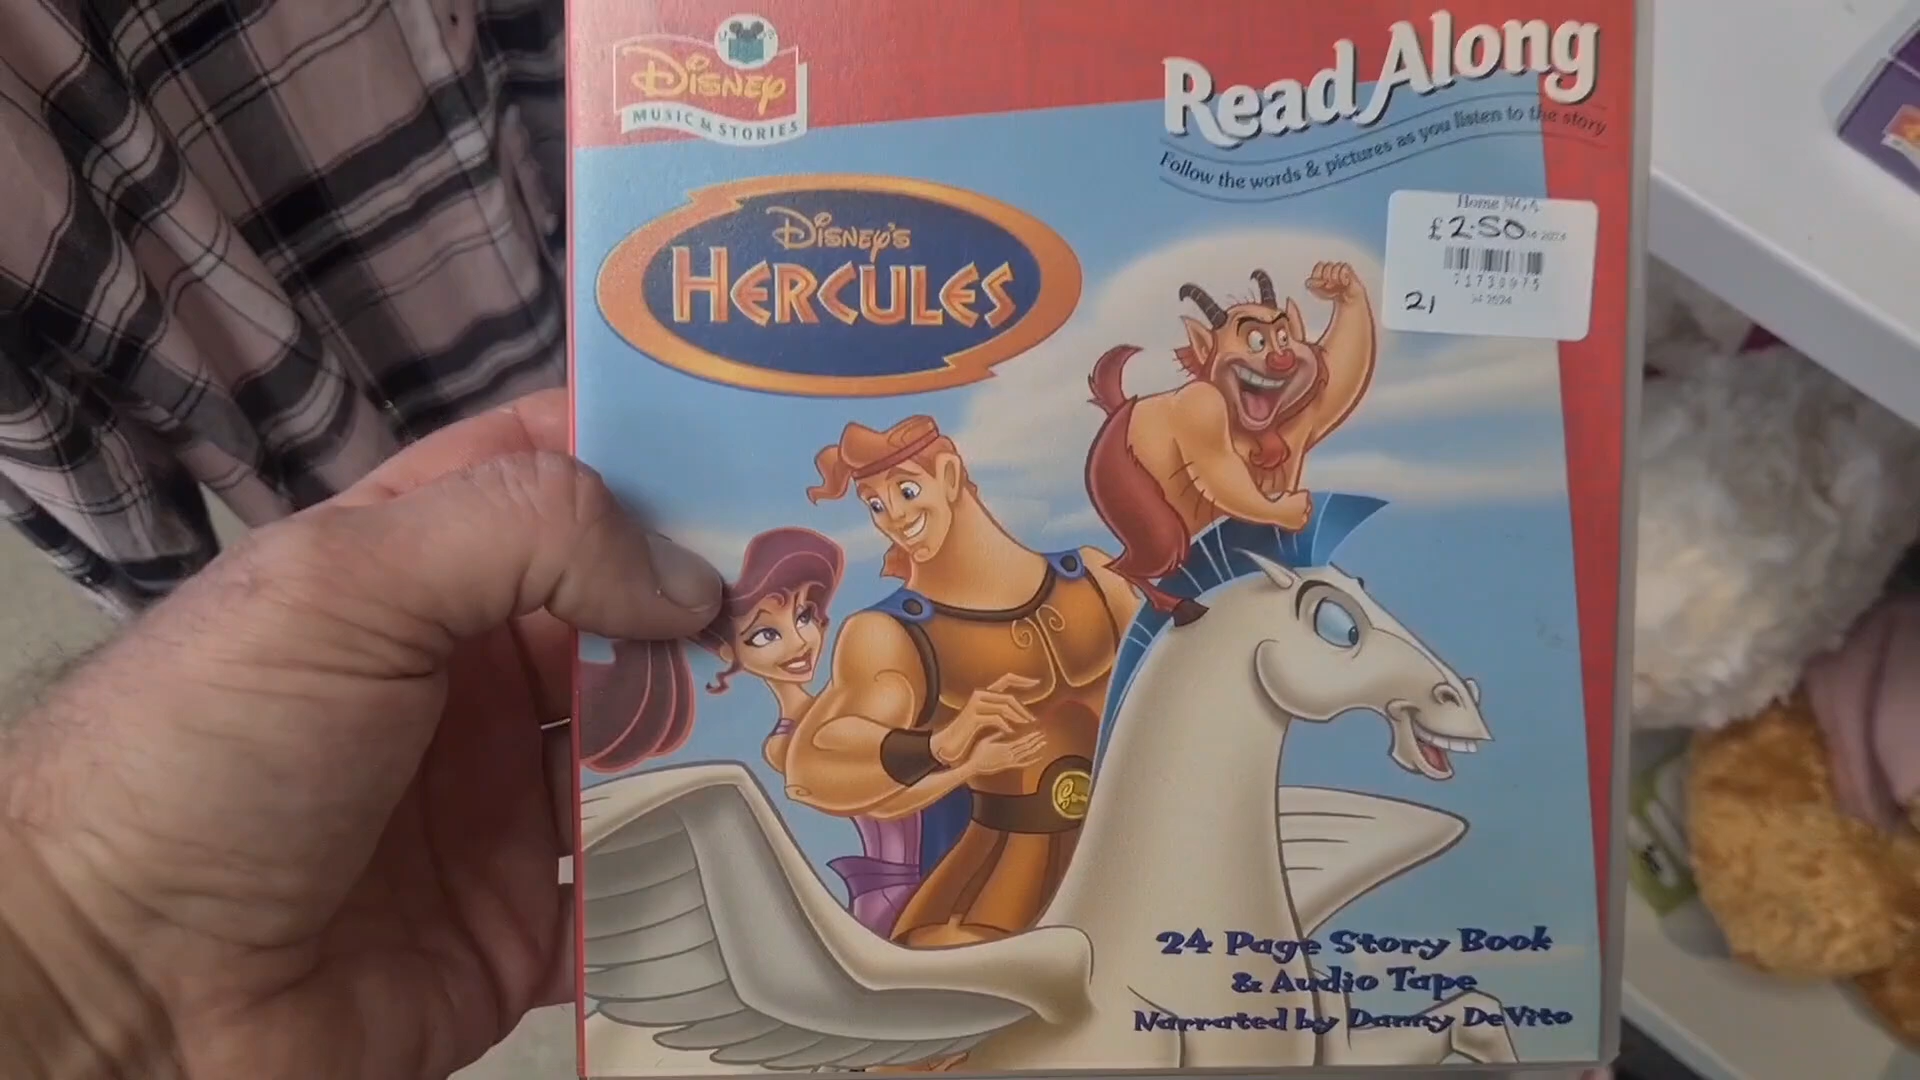 DISNEY
MUSIC & STORIES
Read Along
Follow the words & pictures as you listen to the story
DISNEY'S
HERCULES
£2.50
21
24 Page Story Book
& Audio Tape
Narrated by Danny DeVito